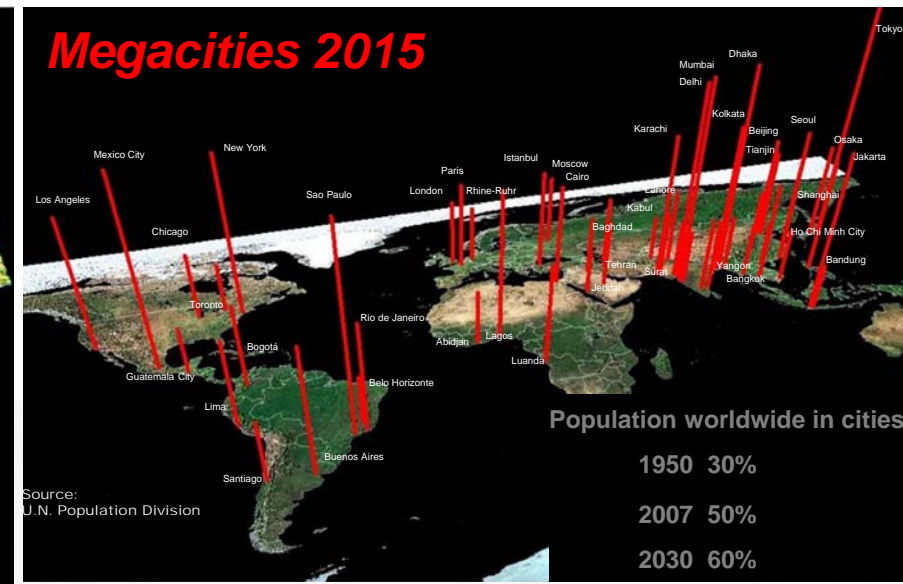 Megacities 2015
Tokyo
Dhaka
Mumbai
Delhi
Kolkata
Seoul
Karachi
Beijing
Osaka
New York
Tianjin
Mexico City
Istanbul
Moscow
Jakarta
Paris
Cairo
London
Rhine-Ruhr
Lahore
Sao Paulo
Shanghai
Los Angeles
Kabul
Chicago
Baghdad
Ho Chi Minh City
Bandung
Tehran
Yangon
Surat
Bangkok
Jeddah
Toronto
Rio de Janeiro
Lagos
Abidjan
Bogotá
Luanda
Guatemala City
Belo Horizonte
Lima
Population worldwide in cities
Buenos Aires
1950 30%
Santiago
Source:
U.N. Population Division
2007 50%
2030 60%